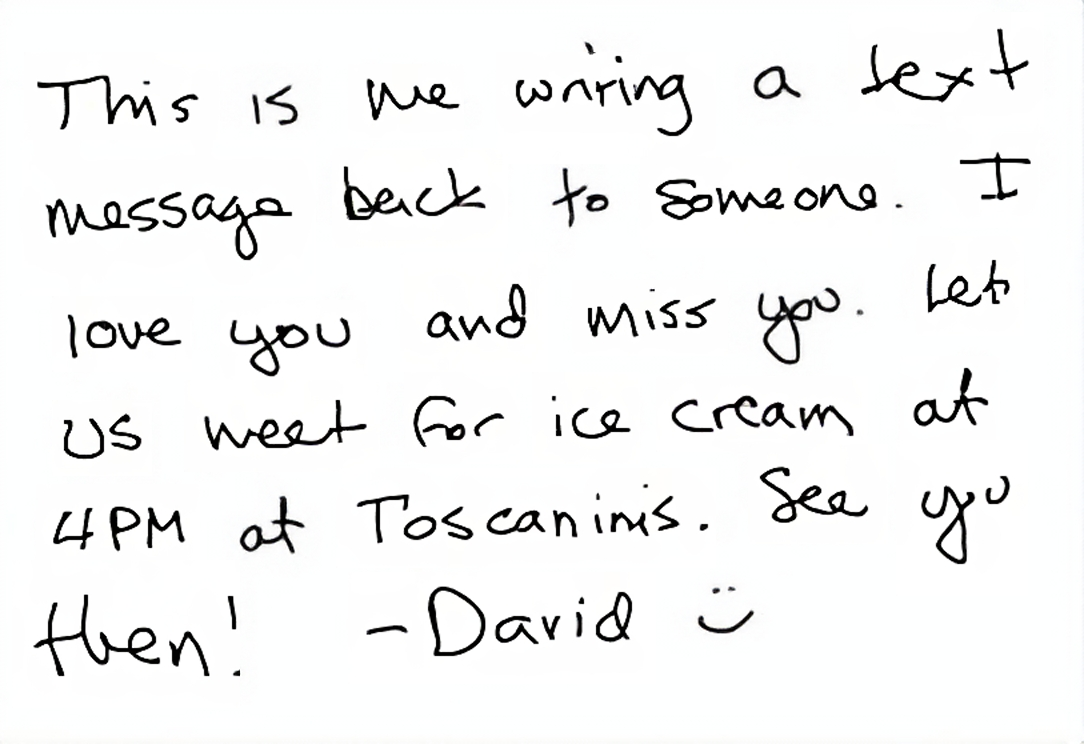 This is me writing a text
message back to someone. I
love you and miss you. Let
us meet for ice cream at
4PM at Toscaninis. See you
then! -David :)